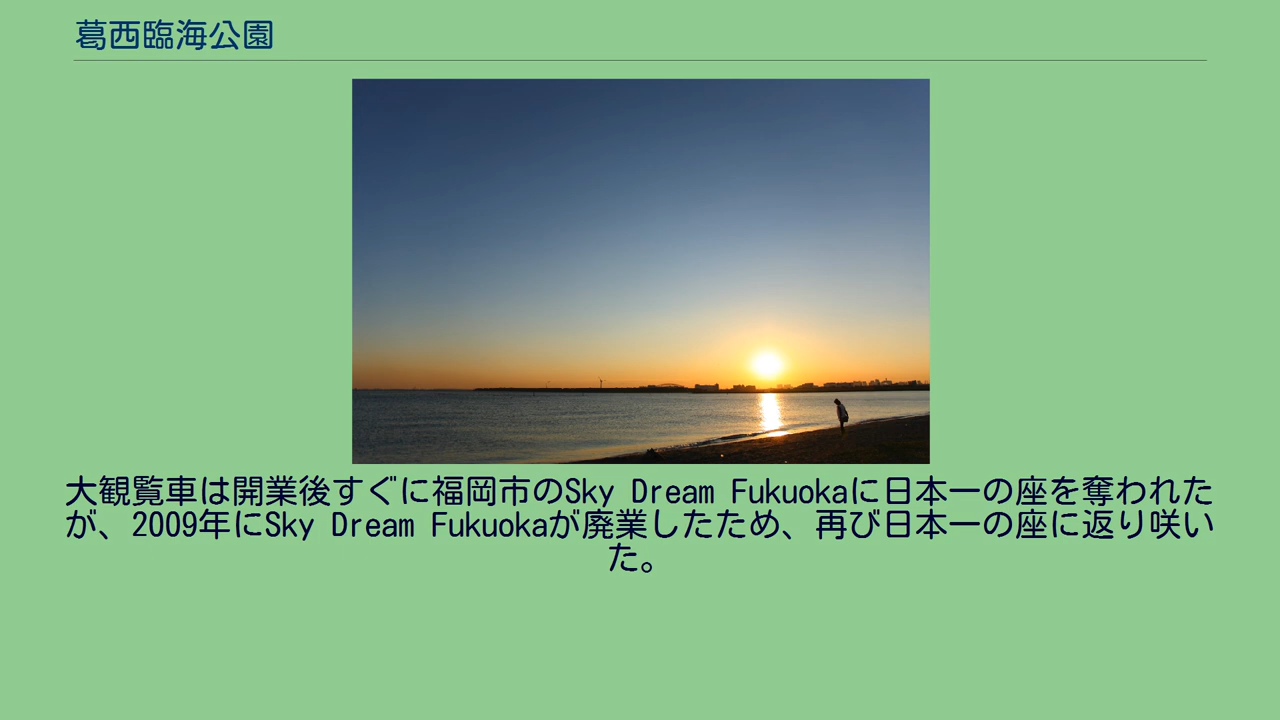 葛西臨海公園
大観覧車は開業後すぐに福岡市のSky Dream Fukuokaに日本一の座を奪われた
が、2009年にSky Dream Fukuokaが廃業したため、再び日本一の座に返り咲い
た。